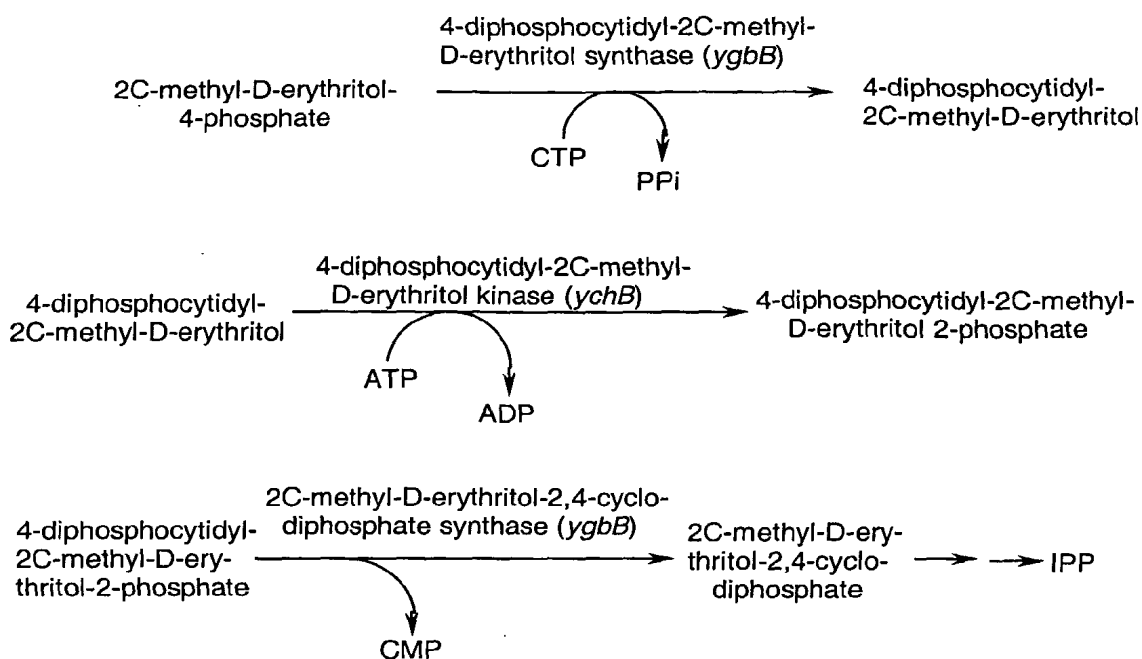 4-diphosphocytidyl-2C-methyl-
D-erythritol synthase (ygbB)
2C-methyl-D-erythritol-
4-phosphate
4-diphosphocytidyl-
2C-methyl-D-erythritol
CTP
PPi
4-diphosphocytidyl-2C-methyl-
D-erythritol kinase (ychB)
4-diphosphocytidyl-
2C-methyl-D-erythritol
4-diphosphocytidyl-2C-methyl-
D-erythritol 2-phosphate
ATP
ADP
2C-methyl-D-erythritol-2,4-cyclo-
diphosphate synthase (ygbB)
4-diphosphocytidyl-
2C-methyl-D-ery-
thritol-2-phosphate
2C-methyl-D-ery-
thritol-2,4-cyclo-
diphosphate
IPP
CMP